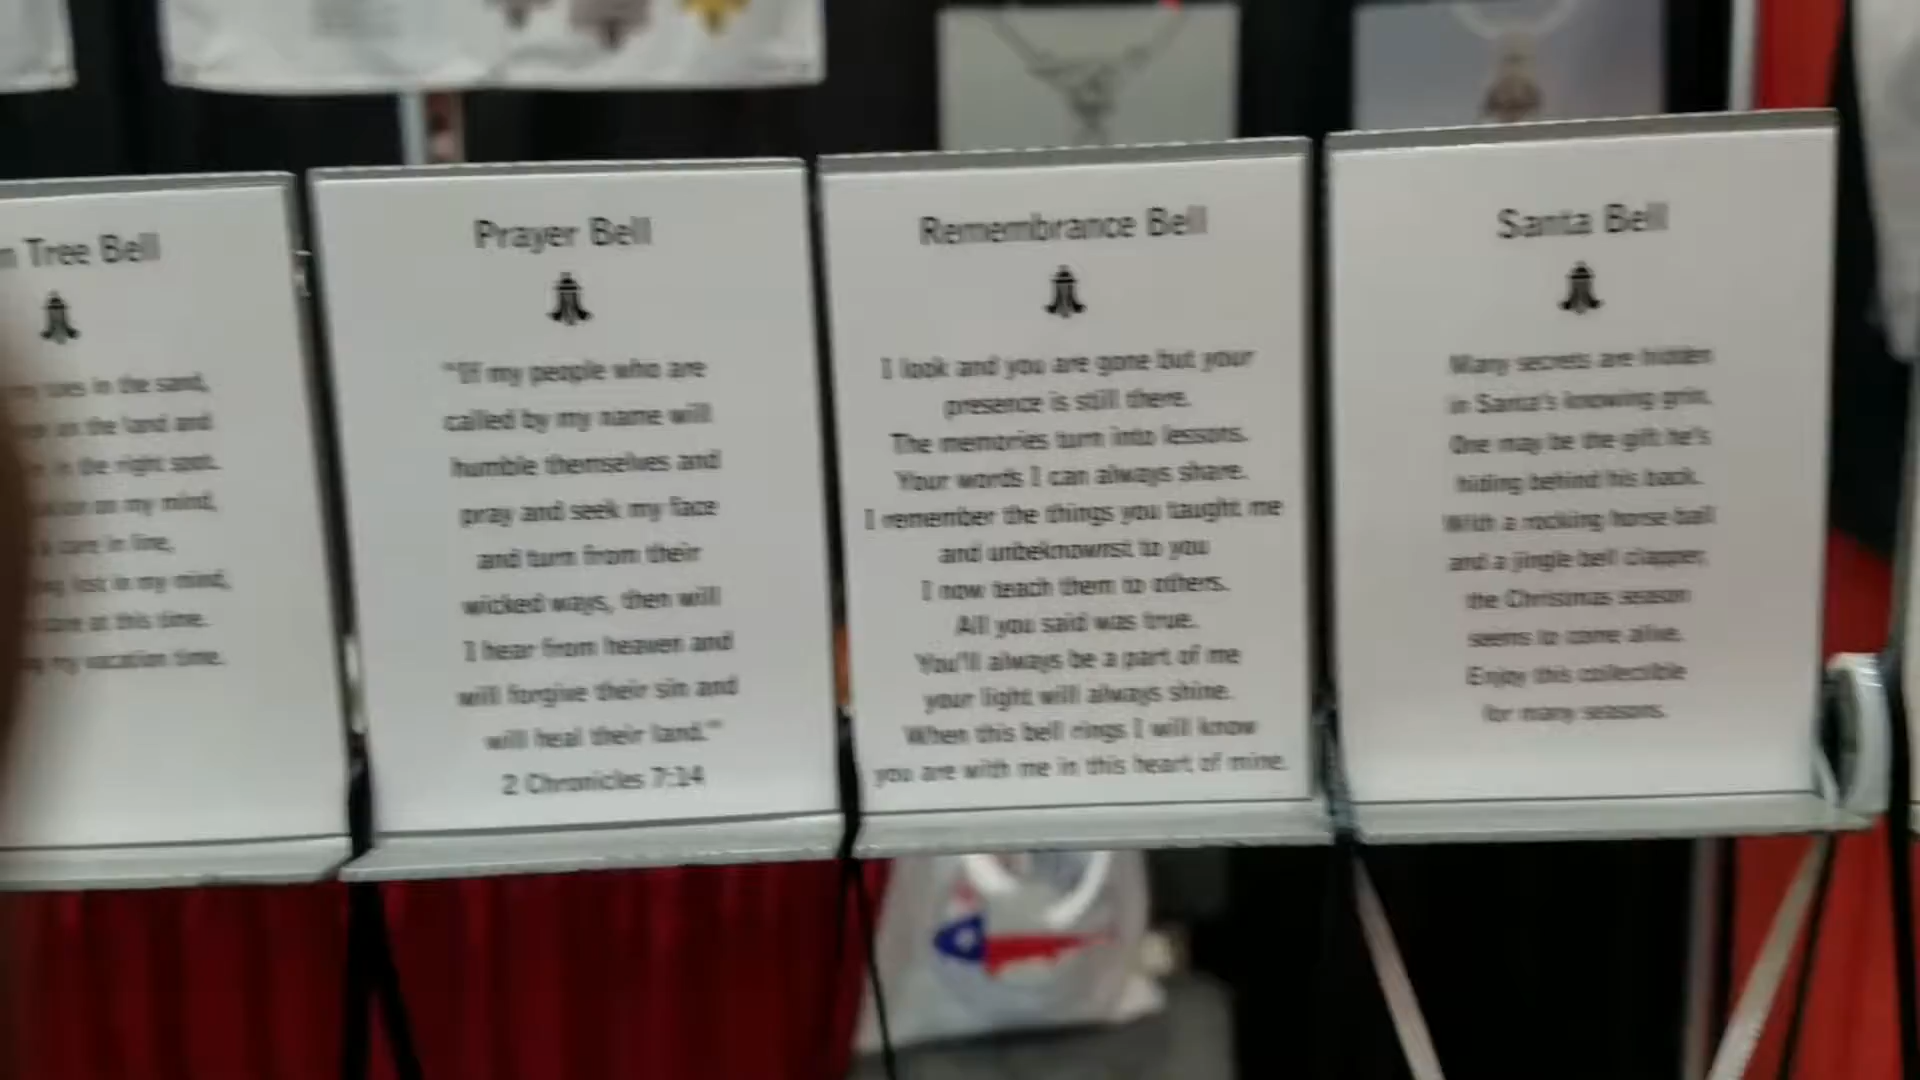 n Tree Bell
toes in the sand,
on the land and
in the right spot.
on my mind,
a care in line,
lost in my mind,
at this time.
my vacation time.
Prayer Bell
"If my people who are
called by my name will
humble themselves and
pray and seek my face
and turn from their
wicked ways, then will
I hear from heaven and
will forgive their sin and
will heal their land."
2 Chronicles 7:14
Remembrance Bell
I look and you are gone but your
presence is still there.
The memories turn into lessons.
Your words I can always share.
I remember the things you taught me
and unbeknownst to you
I now teach them to others.
All you said was true.
You'll always be a part of me
your light will always shine.
When this bell rings I will know
you are with me in this heart of mine.
Santa Bell
Many secrets are hidden
in Santa's knowing grin.
One may be the gift he's
hiding behind his back.
With a rocking horse ball
and a jingle bell clapper,
the Christmas season
seems to come alive.
Enjoy this collectible
for many seasons.